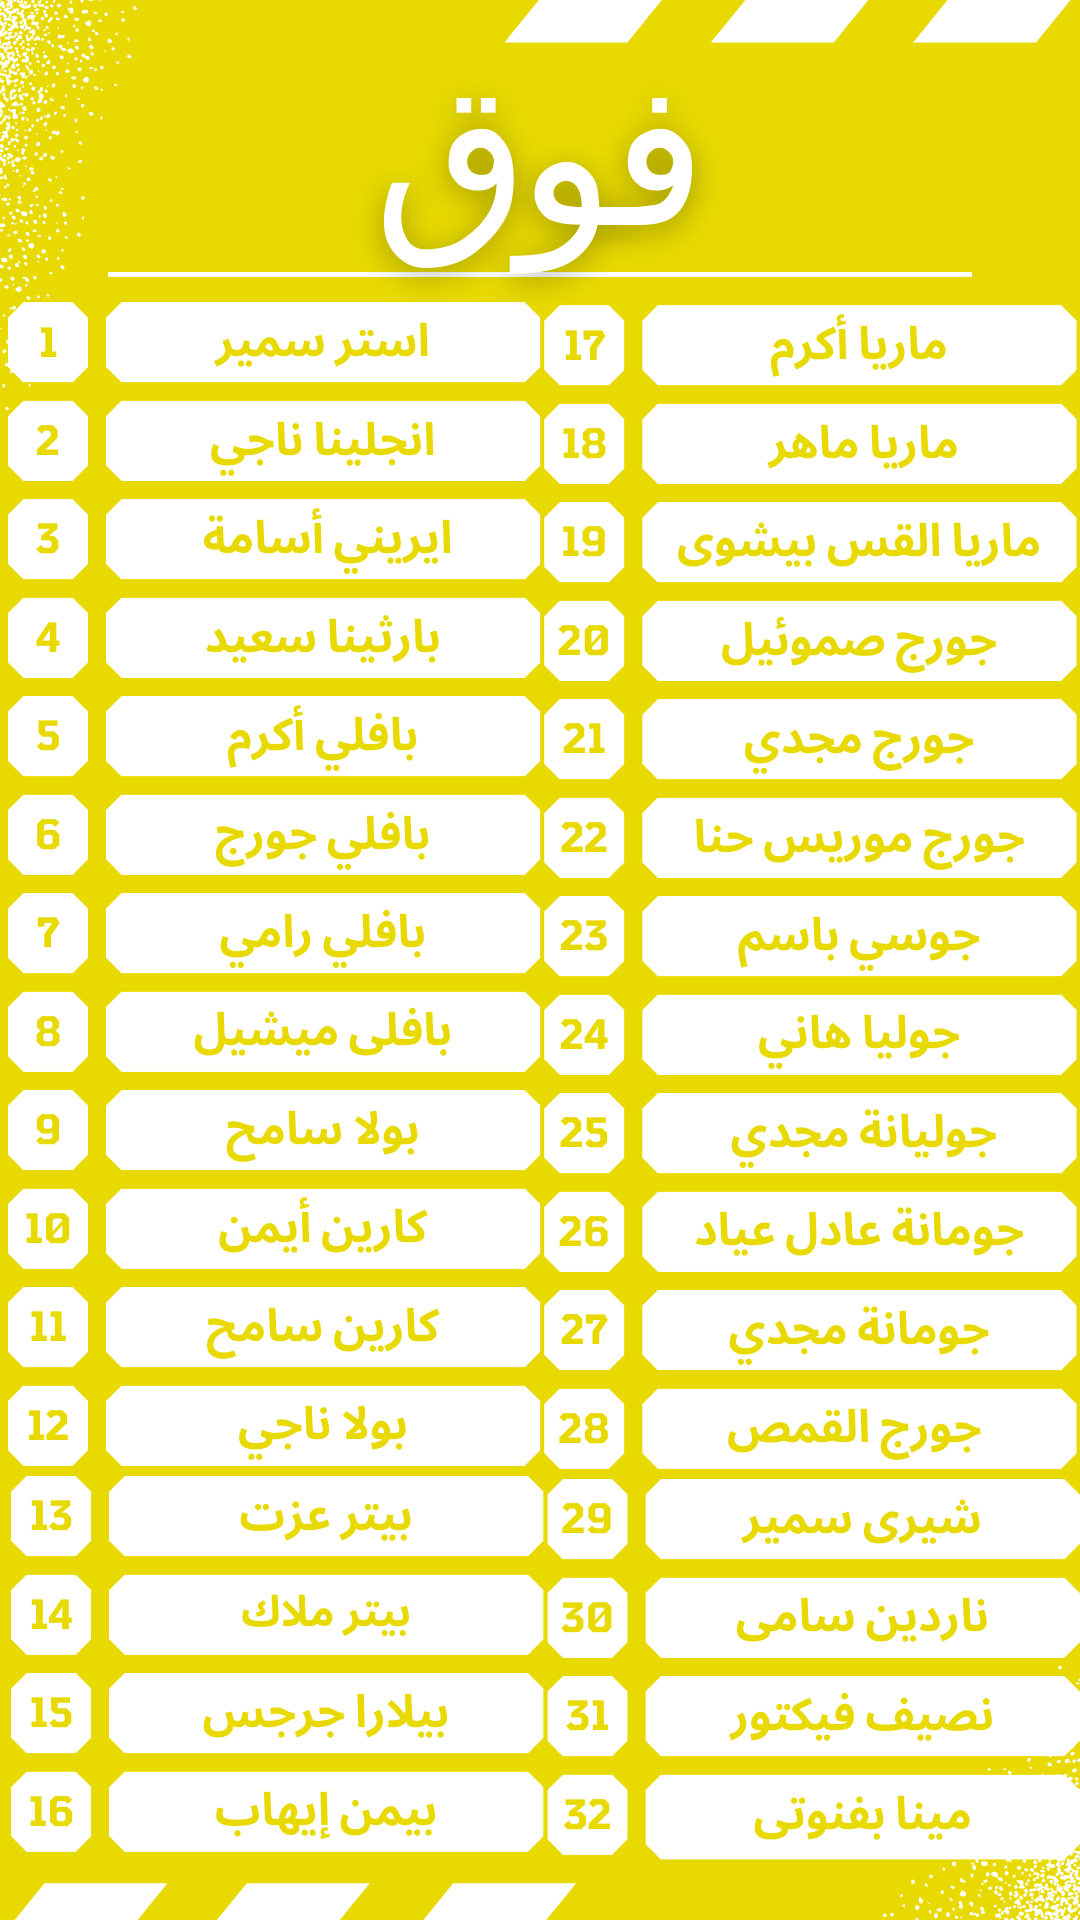 فوق
1 استر سمير
2 انجلينا ناجي
3 ايريني أسامة
4 بارثينا سعيد
5 بافلي أكرم
6 بافلي جورج
7 بافلي رامي
8 بافلى ميشيل
9 بولا سامح
10 كارين أيمن
11 كارين سامح
12 بولا ناجي
13 بيتر عزت
14 بيتر ملاك
15 بيلارا جرجس
16 بيمن إيهاب
17 ماريا أكرم
18 ماريا ماهر
19 ماريا القس بيشوى
20 جورج صموئيل
21 جورج مجدي
22 جورج موريس حنا
23 جوسي باسم
24 جوليا هاني
25 جوليانة مجدي
26 جومانة عادل عياد
27 جومانة مجدي
28 جورج القمص
29 شيرى سمير
30 ناردين سامى
31 نصيف فيكتور
32 مينا بفنوتى